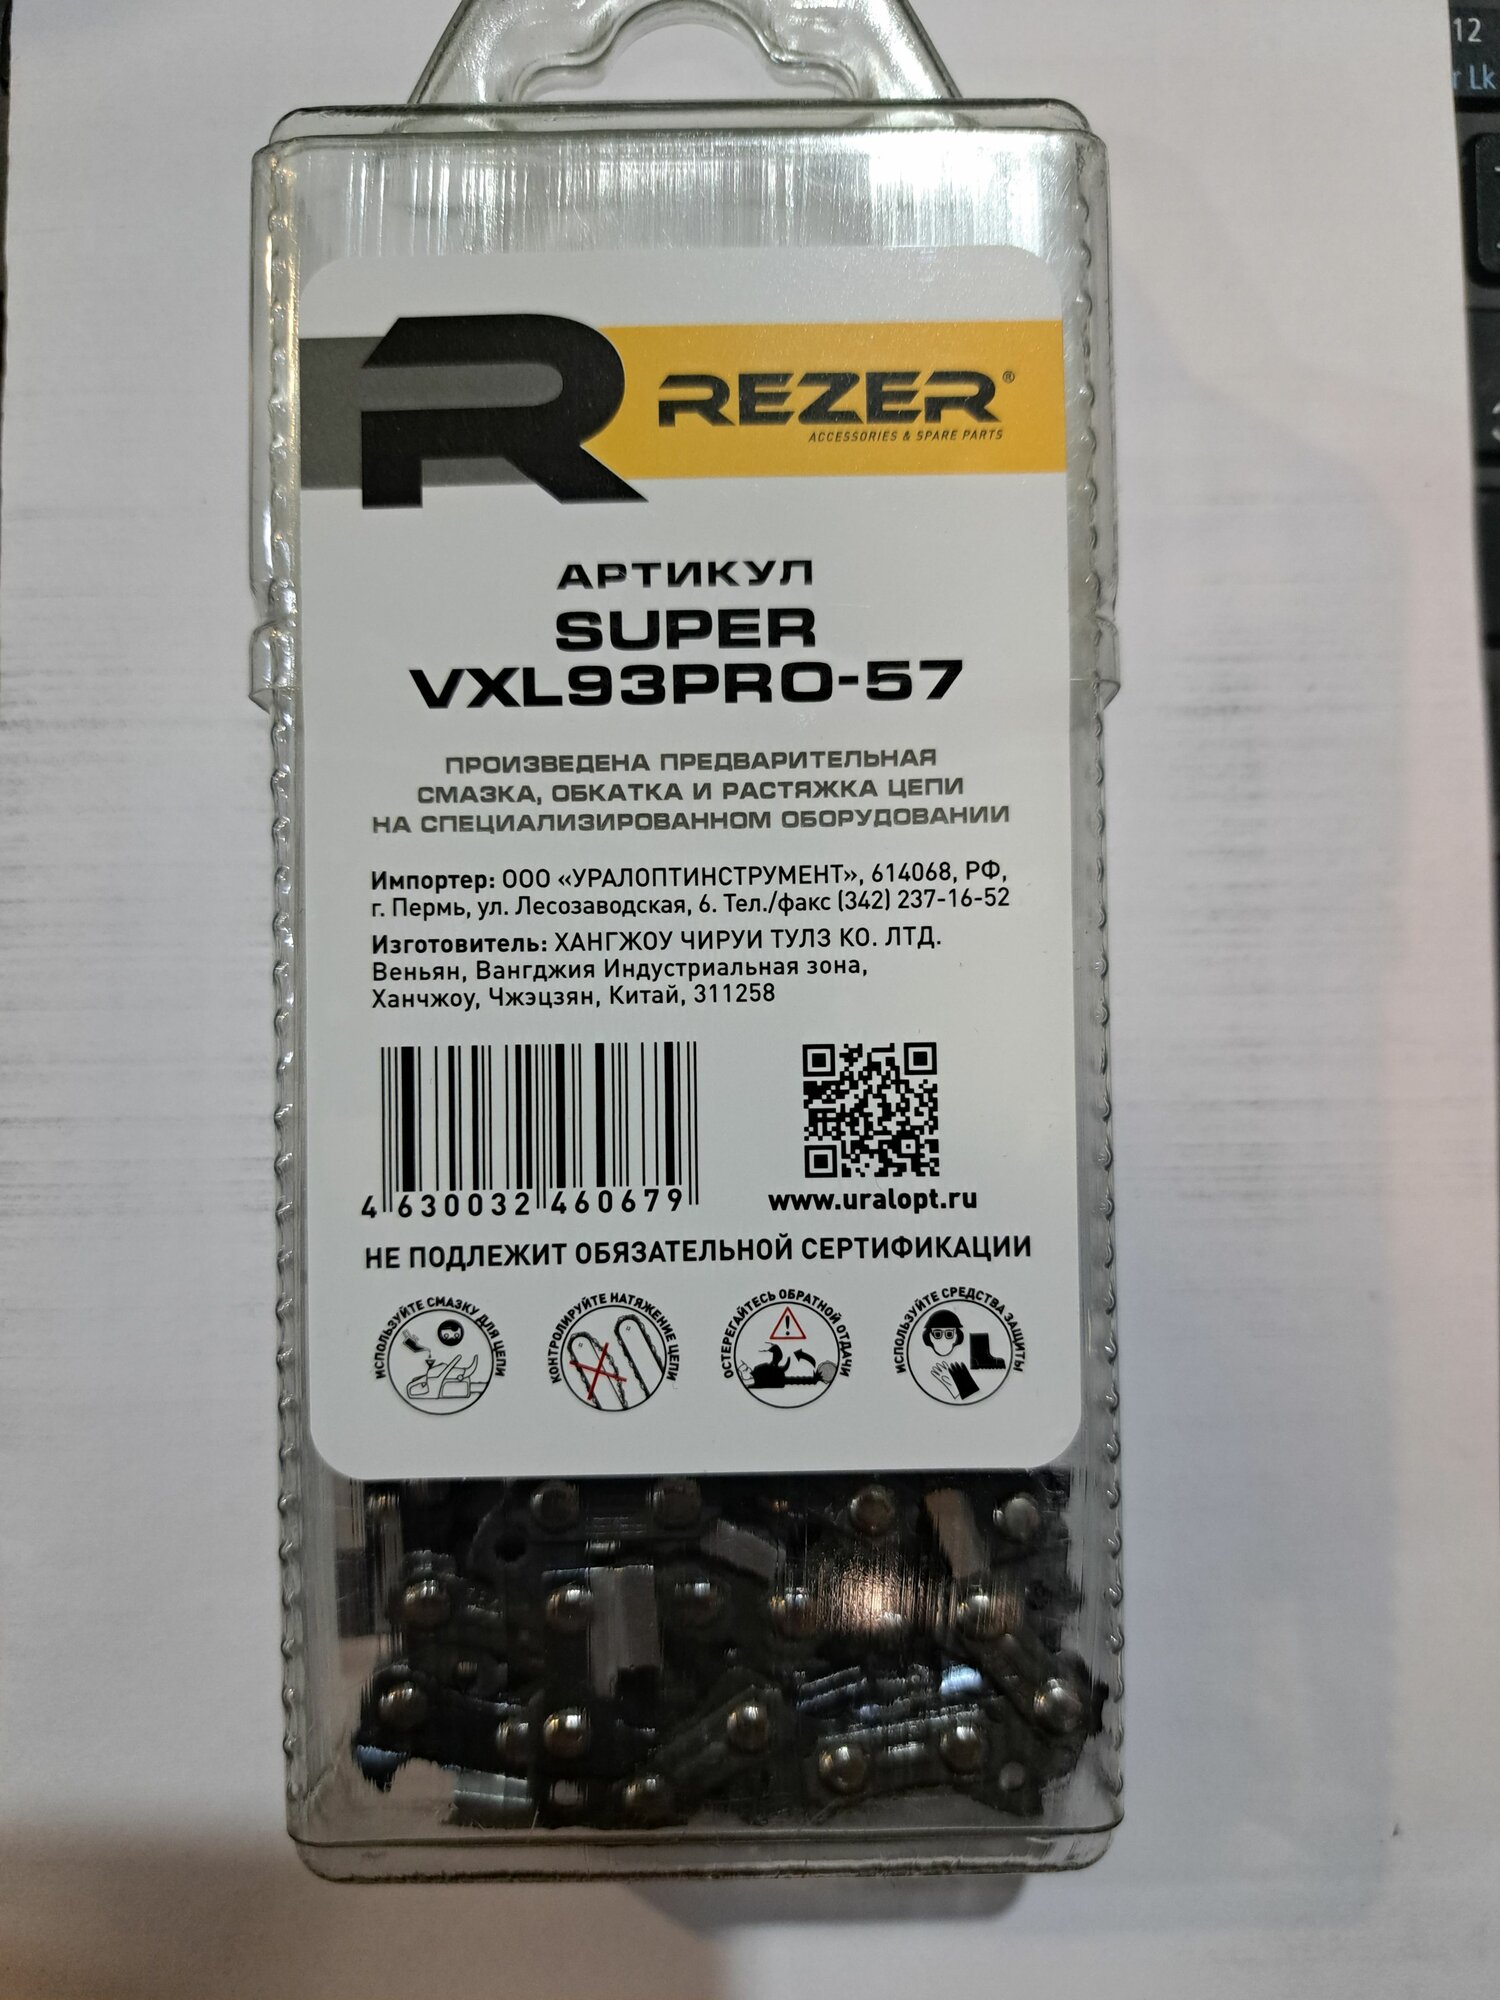 12
r Lk
REZER®
ACCESSORIES & SPARE PARTS
АРТИКУЛ
SUPER
VXL93PRO-57
ПРОИЗВЕДЕНА ПРЕДВАРИТЕЛЬНАЯ
СМАЗКА, ОБКАТКА И РАСТЯЖКА ЦЕПИ
НА СПЕЦИАЛИЗИРОВАННОМ ОБОРУДОВАНИИ
Импортер: ООО «УРАЛОПТИНСТРУМЕНТ», 614068, РФ,
г. Пермь, ул. Лесозаводская, 6. Тел./факс (342) 237-16-52
Изготовитель: ХАНГЖОУ ЧИРУИ ТУЛЗ КО. ЛТД.
Веньян, Вангджия Индустриальная зона,
Ханчжоу, Чжэцзян, Китай, 311258
4 630032 460679
www.uralopt.ru
НЕ ПОДЛЕЖИТ ОБЯЗАТЕЛЬНОЙ СЕРТИФИКАЦИИ
ИСПОЛЬЗУЙТЕ СМАЗКУ ДЛЯ ЦЕПИ
КОНТРОЛИРУЙТЕ НАТЯЖЕНИЕ ЦЕПИ
ОСТЕРЕГАЙТЕСЬ ОБРАТНОЙ ОТДАЧИ
ИСПОЛЬЗУЙТЕ СРЕДСТВА ЗАЩИТЫ